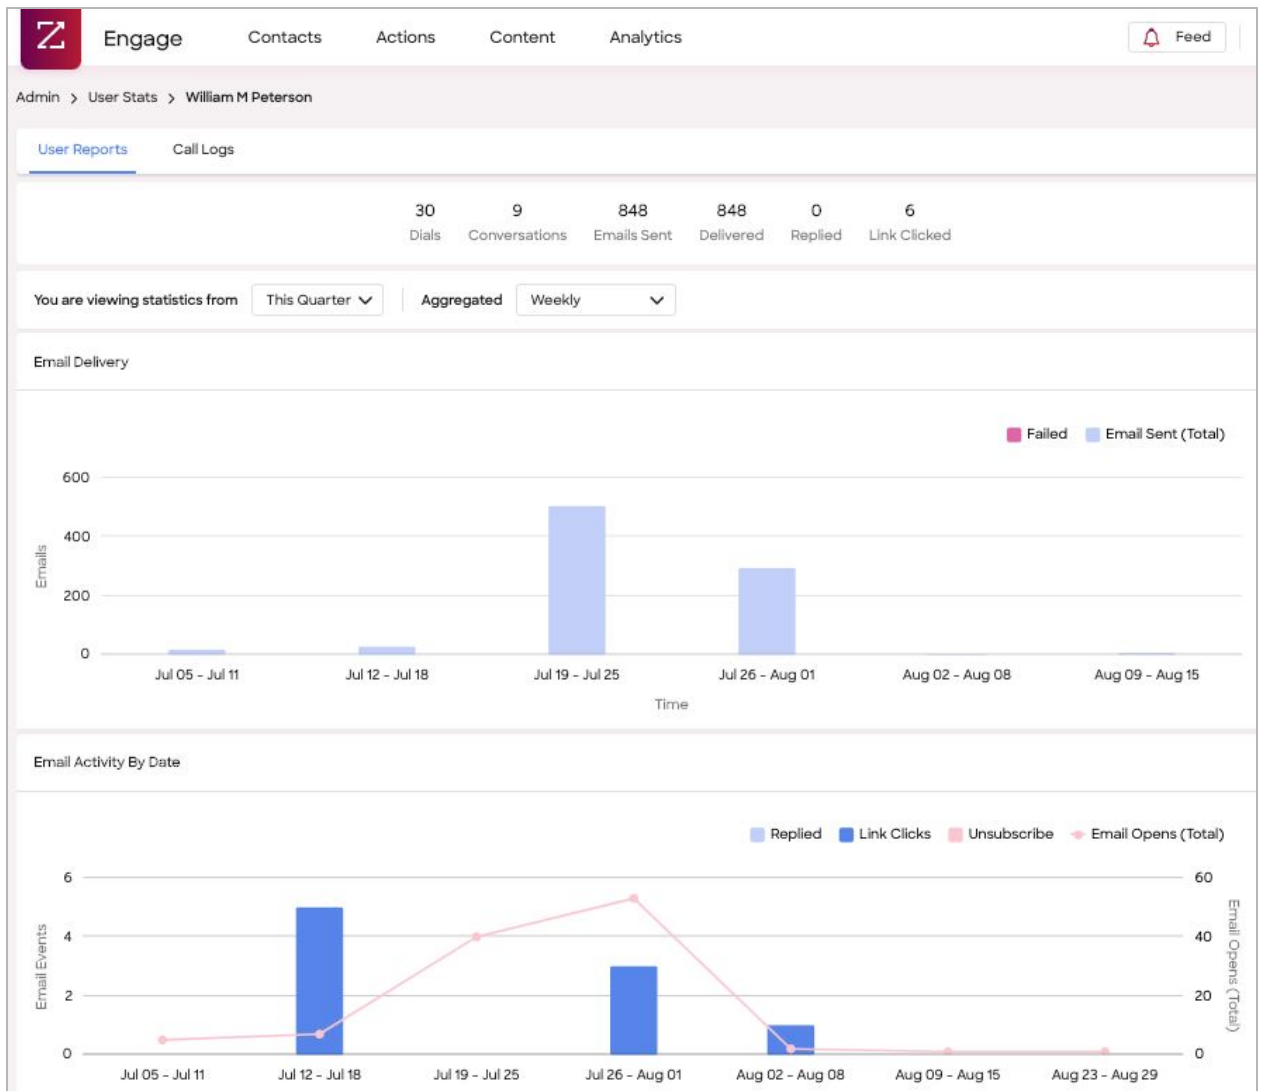 Engage Contacts Actions Content Analytics Feed
Admin > User Stats > William M Peterson
User Reports Call Logs
30 9 848 848 0 6
Dials Conversations Emails Sent Delivered Replied Link Clicked
You are viewing statistics from This Quarter Aggregated Weekly
Email Delivery
Failed Email Sent (Total)
600
400
200
0
Emails
Jul 05 - Jul 11 Jul 12 - Jul 18 Jul 19 - Jul 25 Jul 26 - Aug 01 Aug 02 - Aug 08 Aug 09 - Aug 15
Time
Email Activity By Date
Replied Link Clicks Unsubscribe Email Opens (Total)
6 60
4 40
2 20
0 0
Email Events
Email Opens (Total)
Jul 05 - Jul 11 Jul 12 - Jul 18 Jul 19 - Jul 25 Jul 26 - Aug 01 Aug 02 - Aug 08 Aug 09 - Aug 15 Aug 23 - Aug 29